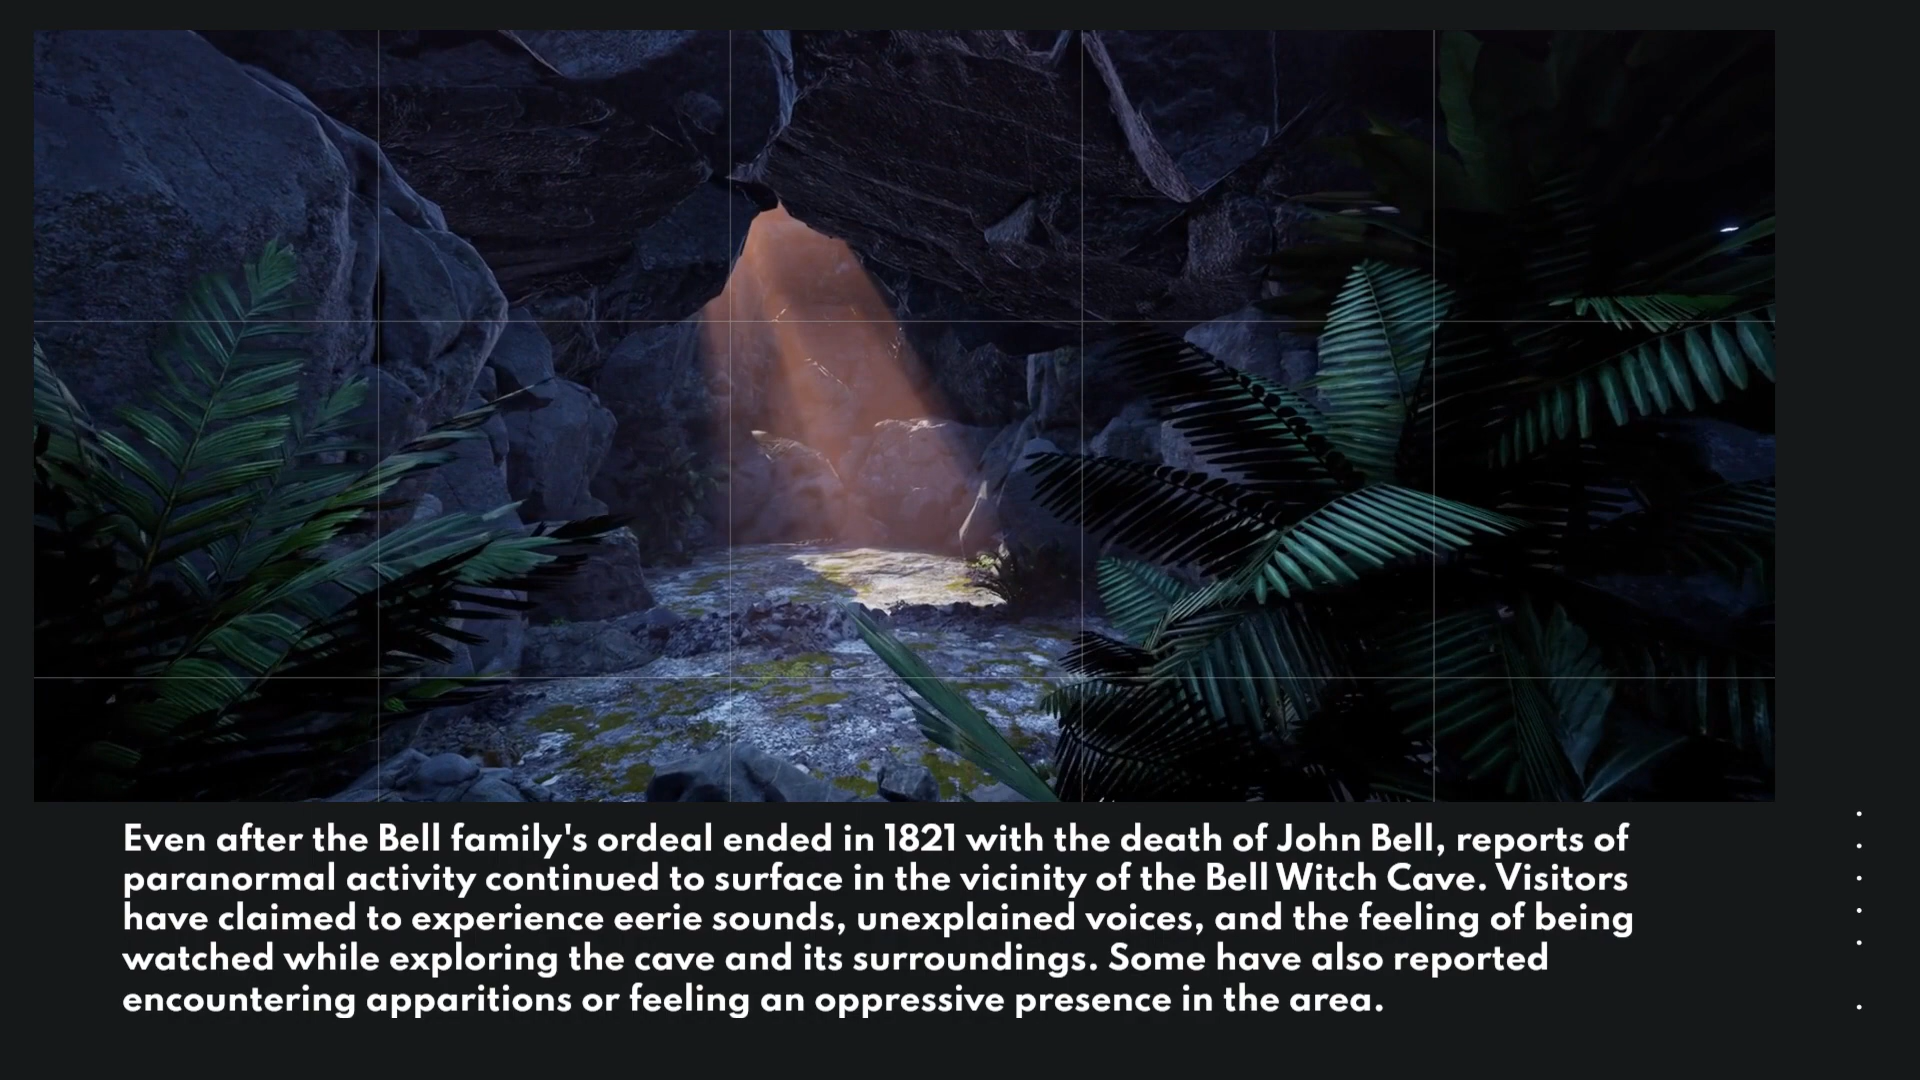 Even after the Bell family's ordeal ended in 1821 with the death of John Bell, reports of
paranormal activity continued to surface in the vicinity of the Bell Witch Cave. Visitors
have claimed to experience eerie sounds, unexplained voices, and the feeling of being
watched while exploring the cave and its surroundings. Some have also reported
encountering apparitions or feeling an oppressive presence in the area.